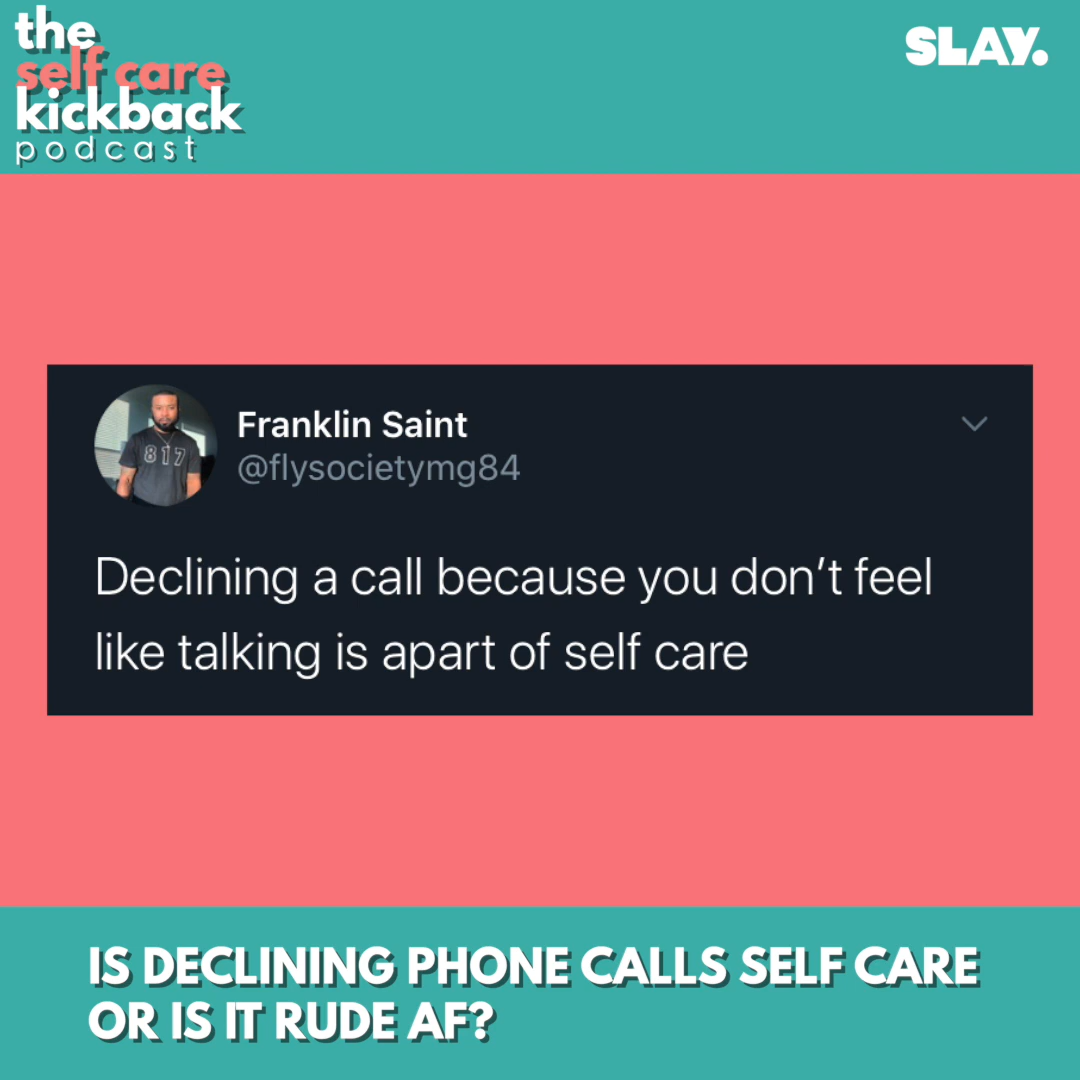 the
self care
kickback
podcast
SLAY.
Franklin Saint
@flysocietymg84
817
Declining a call because you don't feel
like talking is apart of self care
IS DECLINING PHONE CALLS SELF CARE
OR IS IT RUDE AF?